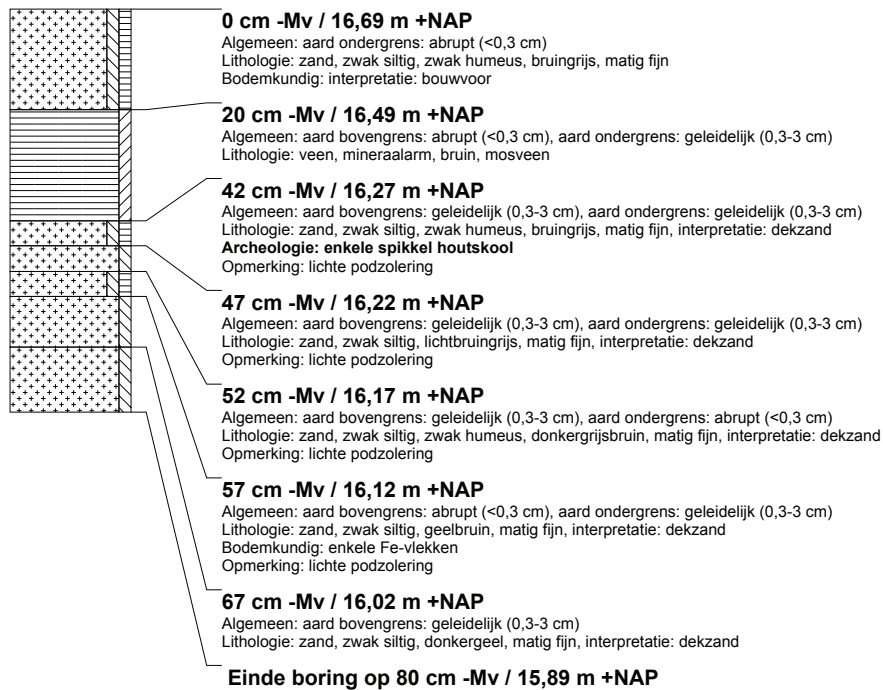 0 cm -Mv / 16,69 m +NAP
Algemeen: aard ondergrens: abrupt (<0,3 cm)
Lithologie: zand, zwak siltig, zwak humeus, bruingrijs, matig fijn
Bodemkundig: interpretatie: bouwvoor
20 cm -Mv / 16,49 m +NAP
Algemeen: aard bovengrens: abrupt (<0,3 cm), aard ondergrens: geleidelijk (0,3-3 cm)
Lithologie: veen, mineraalarm, bruin, mosveen
42 cm -Mv / 16,27 m +NAP
Algemeen: aard bovengrens: geleidelijk (0,3-3 cm), aard ondergrens: geleidelijk (0,3-3 cm)
Lithologie: zand, zwak siltig, zwak humeus, bruingrijs, matig fijn, interpretatie: dekzand
Archeologie: enkele spikkel houtskool
Opmerking: lichte podzolering
47 cm -Mv / 16,22 m +NAP
Algemeen: aard bovengrens: geleidelijk (0,3-3 cm), aard ondergrens: geleidelijk (0,3-3 cm)
Lithologie: zand, zwak siltig, lichtbruingrijs, matig fijn, interpretatie: dekzand
Opmerking: lichte podzolering
52 cm -Mv / 16,17 m +NAP
Algemeen: aard bovengrens: geleidelijk (0,3-3 cm), aard ondergrens: abrupt (<0,3 cm)
Lithologie: zand, zwak siltig, zwak humeus, donkergrijsbruin, matig fijn, interpretatie: dekzand
Opmerking: lichte podzolering
57 cm -Mv / 16,12 m +NAP
Algemeen: aard bovengrens: abrupt (<0,3 cm), aard ondergrens: geleidelijk (0,3-3 cm)
Lithologie: zand, zwak siltig, geelbruin, matig fijn, interpretatie: dekzand
Bodemkundig: enkele Fe-vlekken
Opmerking: lichte podzolering
67 cm -Mv / 16,02 m +NAP
Algemeen: aard bovengrens: geleidelijk (0,3-3 cm)
Lithologie: zand, zwak siltig, donkergeel, matig fijn, interpretatie: dekzand
Einde boring op 80 cm -Mv / 15,89 m +NAP